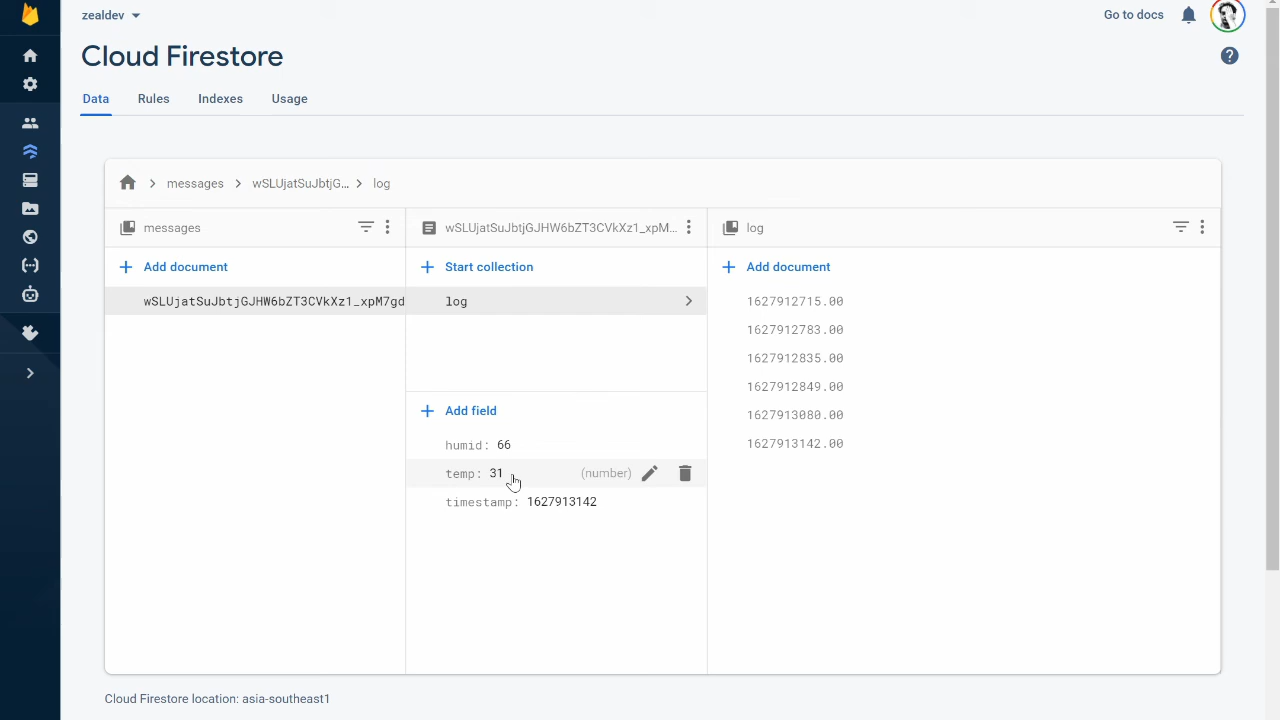 zealdev
Go to docs
Cloud Firestore
Data Rules Indexes Usage
messages wSLUjatSuJbtjG... log
messages
wSLUjatSuJbtjGJHW6bZT3CVkXz1_xpM...
log
Add document
Start collection
Add document
wSLUjatSuJbtjGJHW6bZT3CVkXz1_xpM7gd
log
1627912715.00
1627912783.00
1627912835.00
1627912849.00
1627913080.00
1627913142.00
Add field
humid: 66
temp: 31 (number)
timestamp: 1627913142
Cloud Firestore location: asia-southeast1